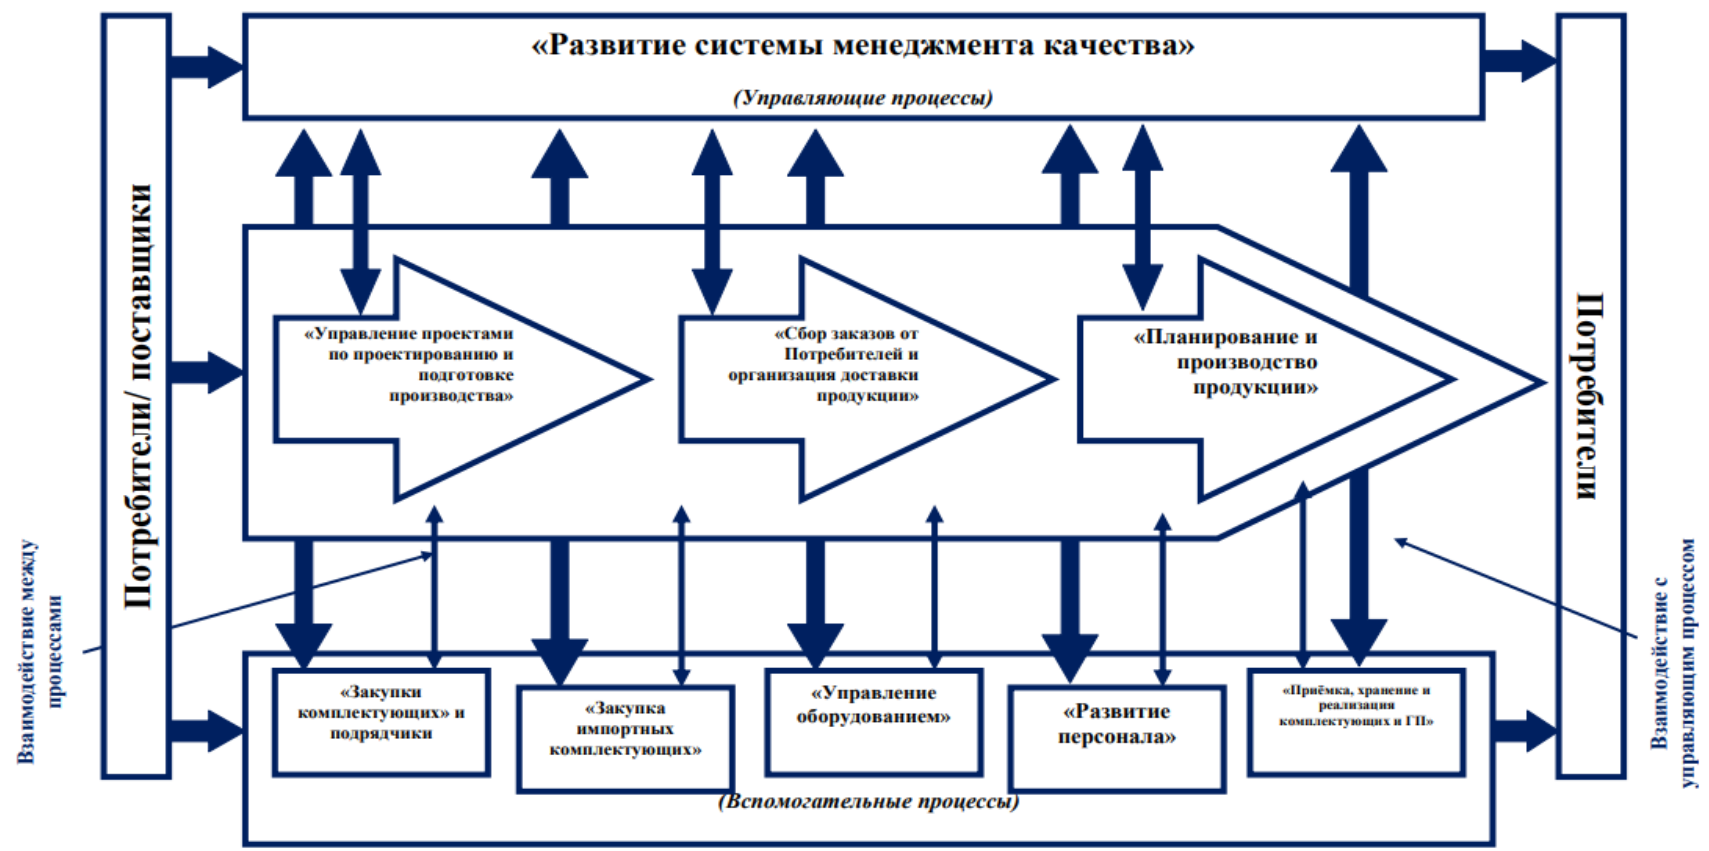 «Развитие системы менеджмента качества»
(Управляющие процессы)
Потребители/ поставщики
«Управление проектами
по проектированию и
подготовке
производства»
«Сбор заказов от
Потребителей и
организация доставки
продукции»
«Планирование и
производство
продукции»
Потребители
Взаимодействие между
процессами
Взаимодействие с
управляющим процессом
«Закупки
комплектующих» и
подрядчики
«Закупка
импортных
комплектующих»
«Управление
оборудованием»
«Развитие
персонала»
«Приёмка, хранение и
реализация
комплектующих и ГП»
(Вспомогательные процессы)